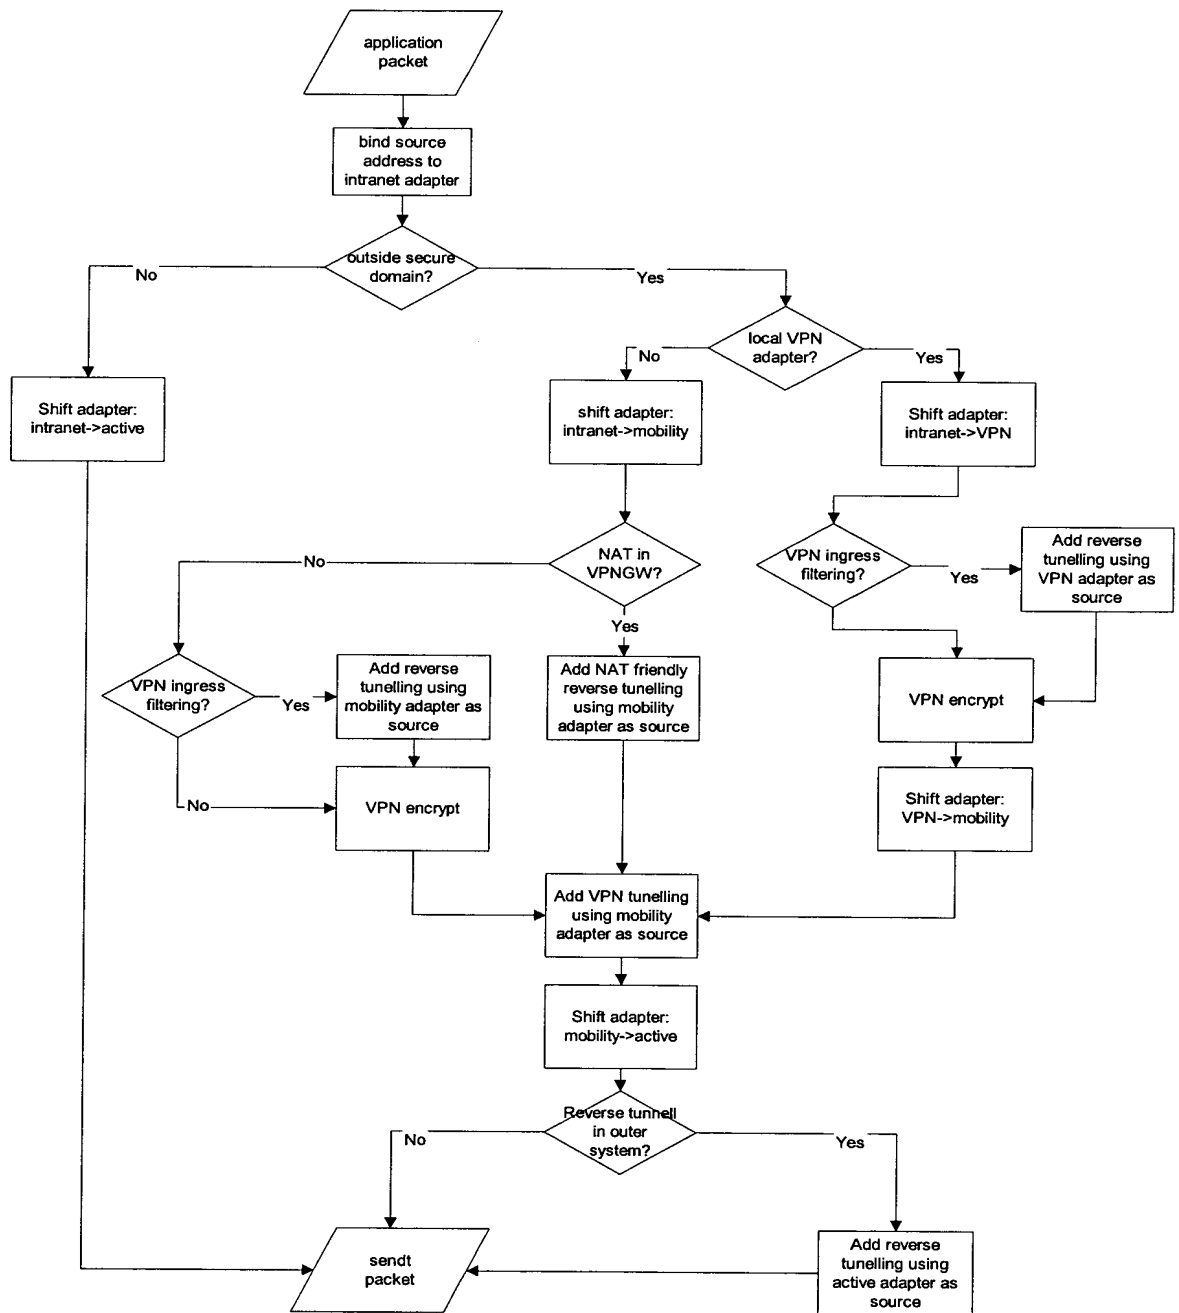 application
packet
bind source
address to
intranet adapter
outside secure
domain?
No
Yes
local VPN
adapter?
No
Yes
Shift adapter:
intranet->active
shift adapter:
intranet->mobility
Shift adapter:
intranet->VPN
NAT in
VPNGW?
No
Yes
VPN ingress
filtering?
Yes
Add reverse
tunelling using
VPN adapter as
source
VPN ingress
filtering?
Yes
No
Add reverse
tunelling using
mobility adapter as
source
Add NAT friendly
reverse tunelling
using mobility
adapter as source
VPN encrypt
VPN encrypt
Shift adapter:
VPN->mobility
Add VPN tunelling
using mobility
adapter as source
Shift adapter:
mobility->active
Reverse tunnell
in outer
system?
No
Yes
sendt
packet
Add reverse
tunelling using
active adapter as
source